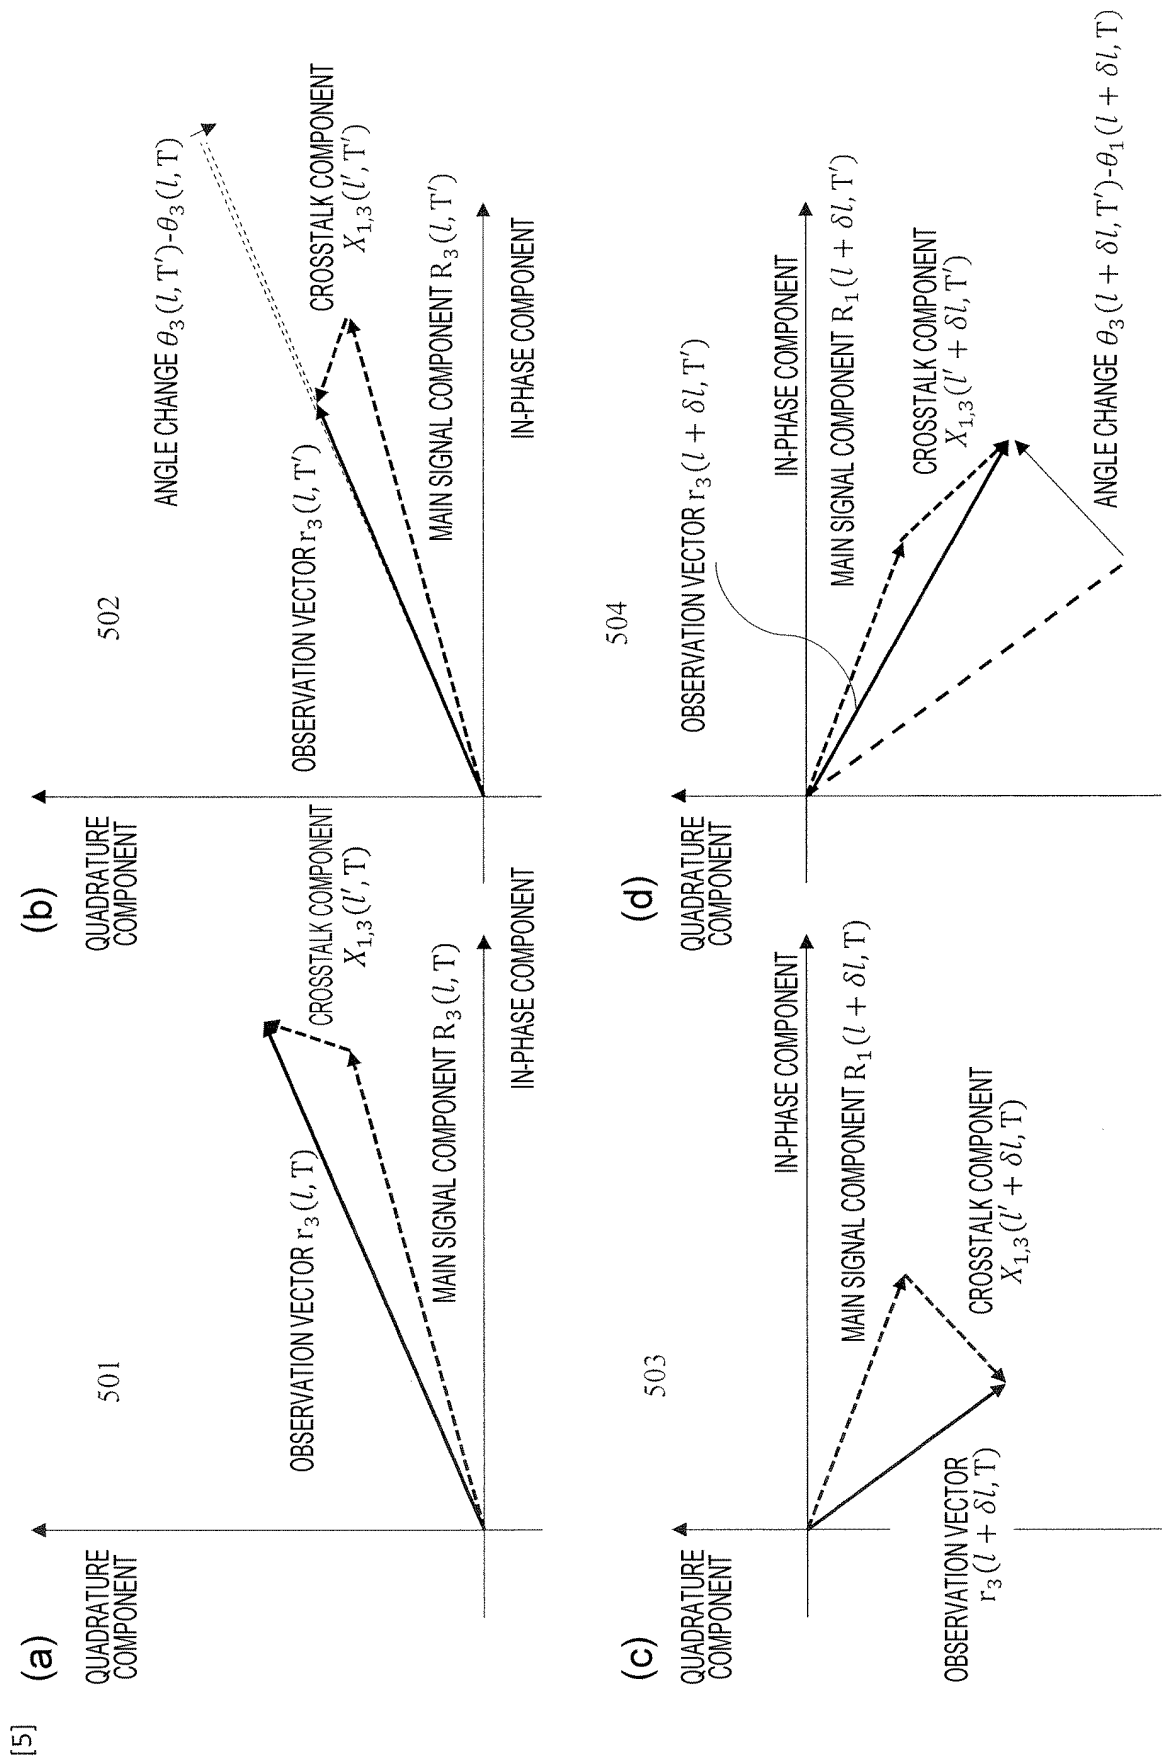 [5]
(a)
501
QUADRATURE
COMPONENT
OBSERVATION VECTOR r₃(l, T)
CROSSTALK COMPONENT
X₁,₃(l′, T)
MAIN SIGNAL COMPONENT R₃(l, T)
IN-PHASE COMPONENT
(b)
502
QUADRATURE
COMPONENT
ANGLE CHANGE θ₃(l, T′)-θ₃(l, T)
OBSERVATION VECTOR r₃(l, T′)
CROSSTALK COMPONENT
X₁,₃(l′, T′)
MAIN SIGNAL COMPONENT R₃(l, T′)
IN-PHASE COMPONENT
(c)
503
QUADRATURE
COMPONENT
IN-PHASE COMPONENT
MAIN SIGNAL COMPONENT R₁(l + δl, T)
CROSSTALK COMPONENT
X₁,₃(l′ + δl, T)
OBSERVATION VECTOR
r₃(l + δl, T)
(d)
504
QUADRATURE
COMPONENT
OBSERVATION VECTOR r₃(l + δl, T′)
IN-PHASE COMPONENT
MAIN SIGNAL COMPONENT R₁(l + δl, T′)
CROSSTALK COMPONENT
X₁,₃(l′ + δl, T′)
ANGLE CHANGE θ₃(l + δl, T′)-θ₁(l + δl, T)